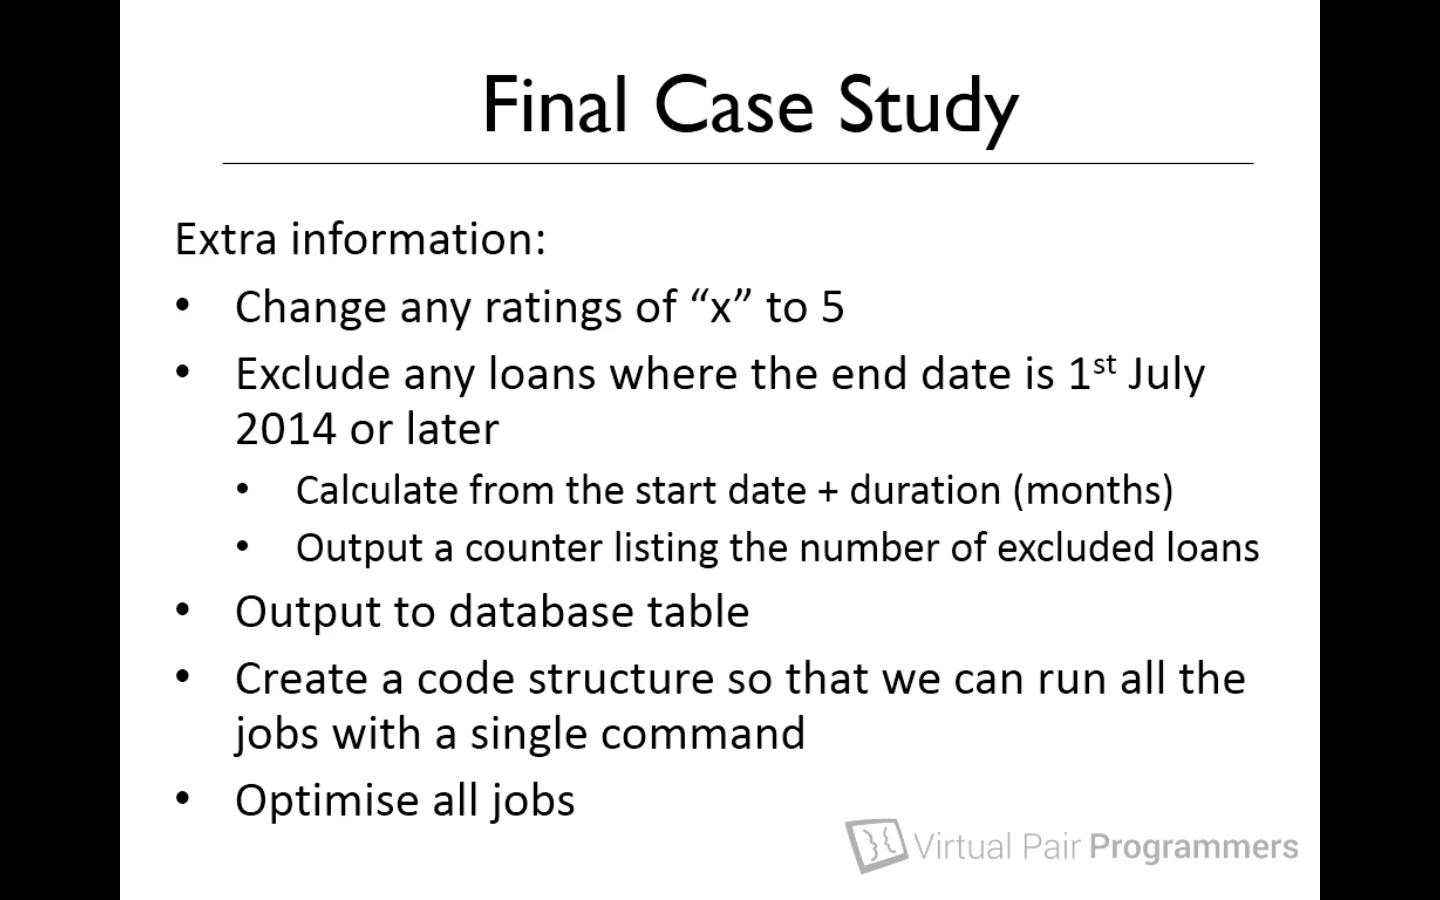 Final Case Study
Extra information:
• Change any ratings of “x” to 5
• Exclude any loans where the end date is 1st July
2014 or later
• Calculate from the start date + duration (months)
• Output a counter listing the number of excluded loans
• Output to database table
• Create a code structure so that we can run all the
jobs with a single command
• Optimise all jobs
Virtual Pair Programmers